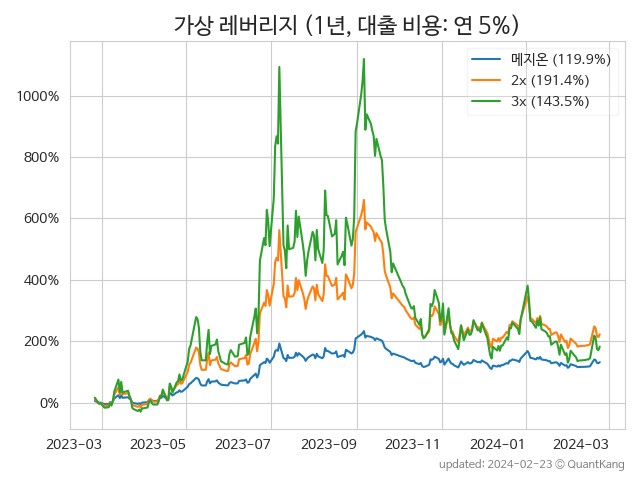 가상 레버리지 (1년, 대출 비용: 연 5%)
메지온 (119.9%)
2x (191.4%)
3x (143.5%)
1000%
800%
600%
400%
200%
0%
2023-03 2023-05 2023-07 2023-09 2023-11 2024-01 2024-03
updated: 2024-02-23 © QuantKang